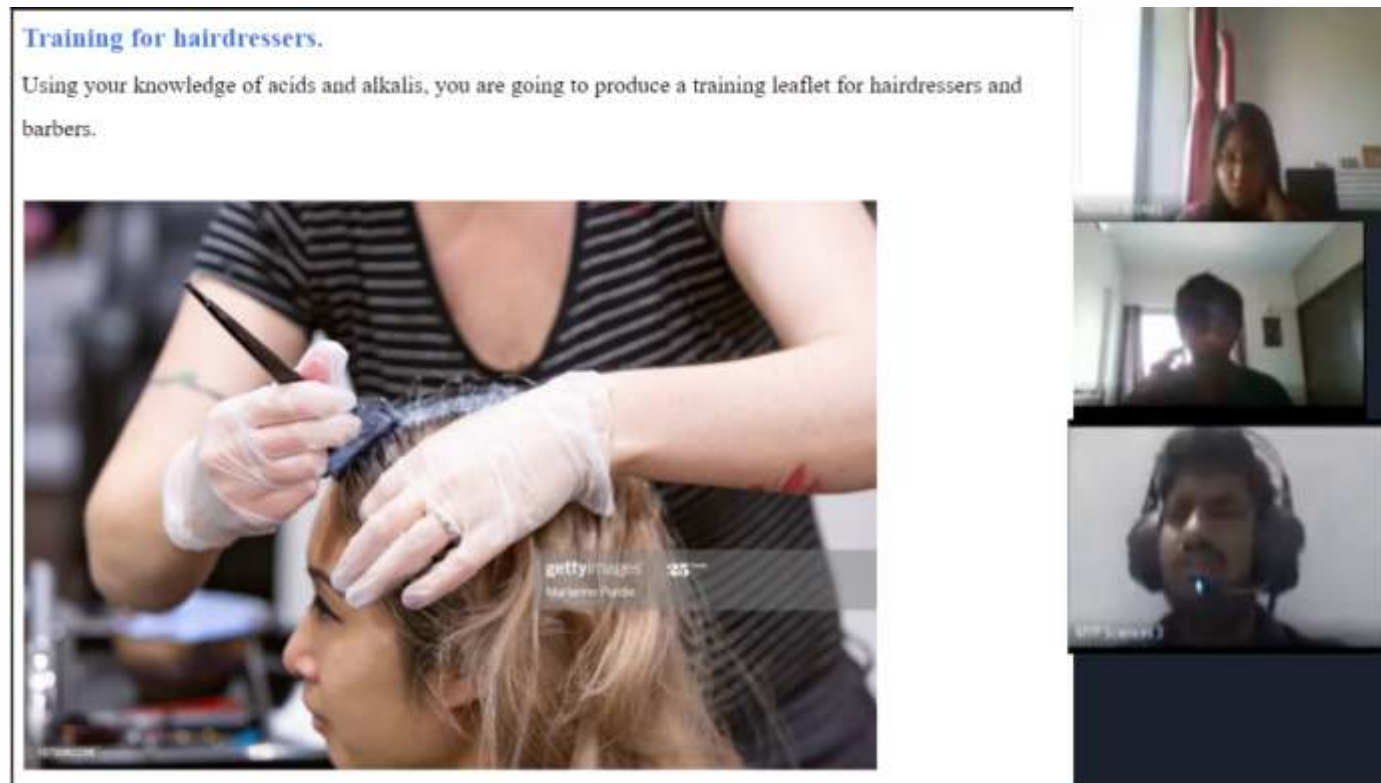 Training for hairdressers.
Using your knowledge of acids and alkalis, you are going to produce a training leaflet for hairdressers and
barbers.
gettyimages